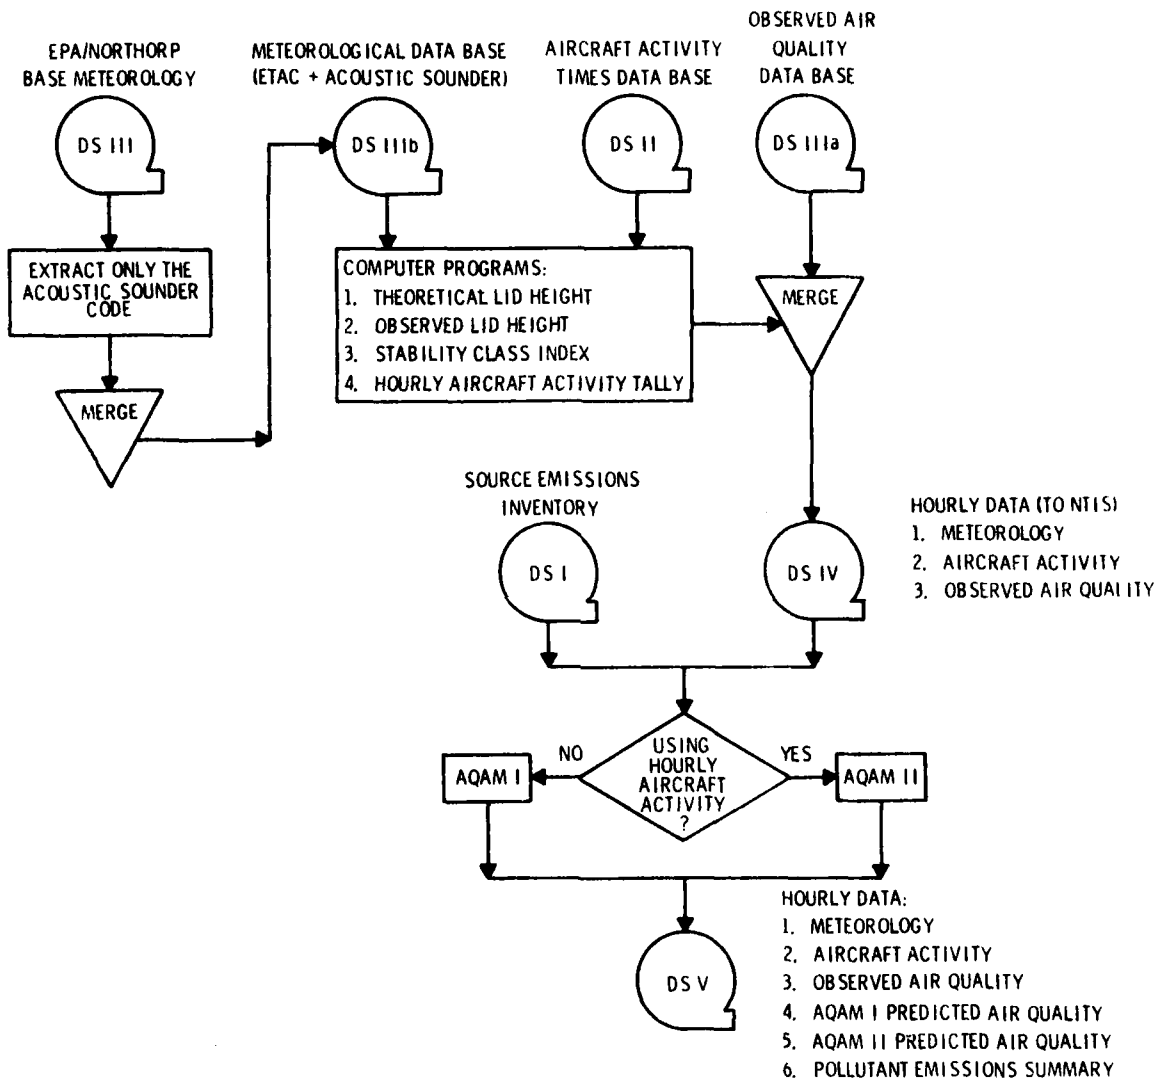 EPA/NORTHORP
BASE METEOROLOGY
METEOROLOGICAL DATA BASE
(ETAC + ACOUSTIC SOUNDER)
AIRCRAFT ACTIVITY
TIMES DATA BASE
OBSERVED AIR
QUALITY
DATA BASE
DS III
DS IIIb
DS II
DS IIIa
EXTRACT ONLY THE
ACOUSTIC SOUNDER
CODE
MERGE
COMPUTER PROGRAMS:
1. THEORETICAL LID HEIGHT
2. OBSERVED LID HEIGHT
3. STABILITY CLASS INDEX
4. HOURLY AIRCRAFT ACTIVITY TALLY
MERGE
SOURCE EMISSIONS
INVENTORY
DS I
DS IV
HOURLY DATA (TO NTIS)
1. METEOROLOGY
2. AIRCRAFT ACTIVITY
3. OBSERVED AIR QUALITY
NO
USING
HOURLY
AIRCRAFT
ACTIVITY
?
YES
AQAM I
AQAM II
DS V
HOURLY DATA:
1. METEOROLOGY
2. AIRCRAFT ACTIVITY
3. OBSERVED AIR QUALITY
4. AQAM I PREDICTED AIR QUALITY
5. AQAM II PREDICTED AIR QUALITY
6. POLLUTANT EMISSIONS SUMMARY